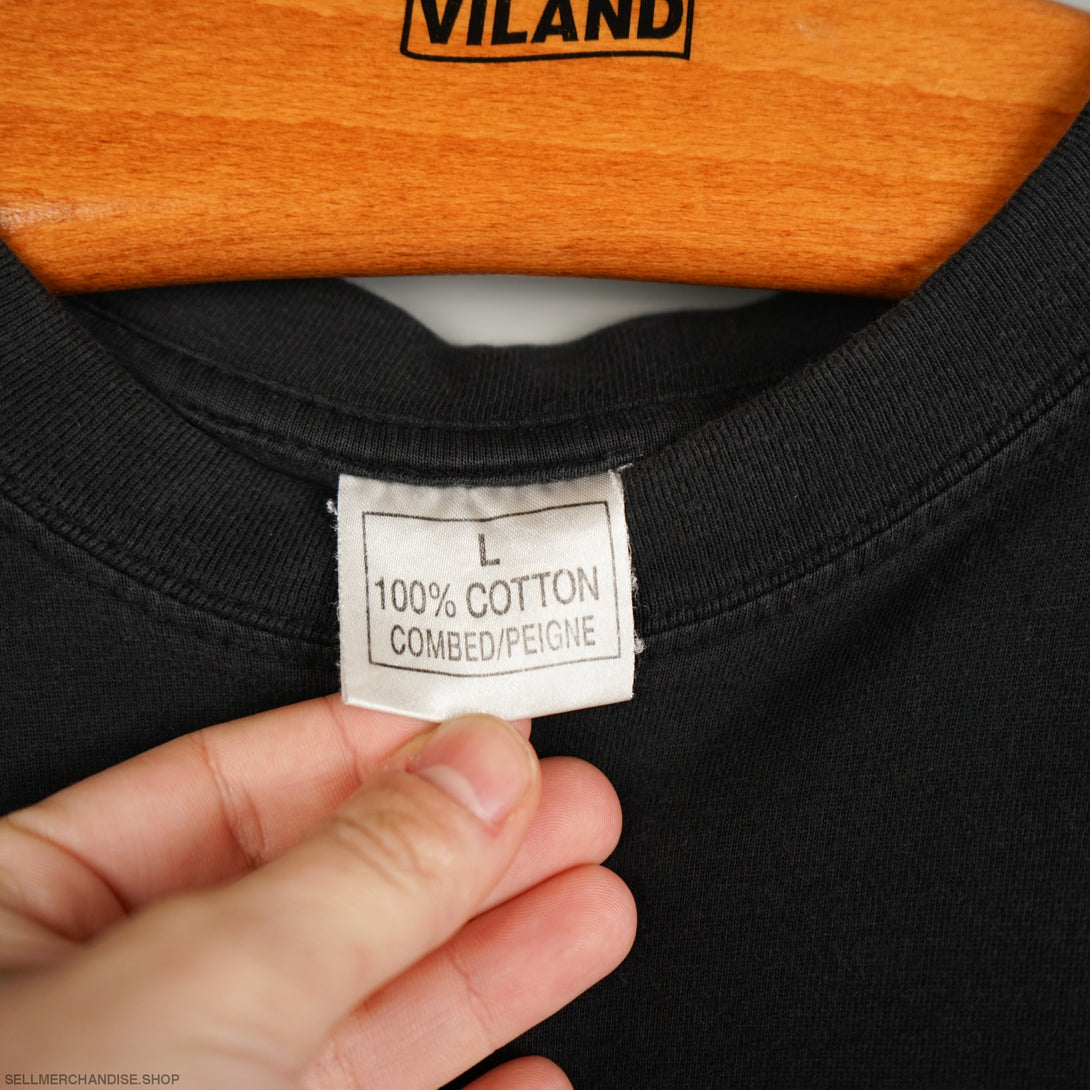 VILAND
L
100% COTTON
COMBED/PEIGNE
SELLMERCHANDISE.SHOP